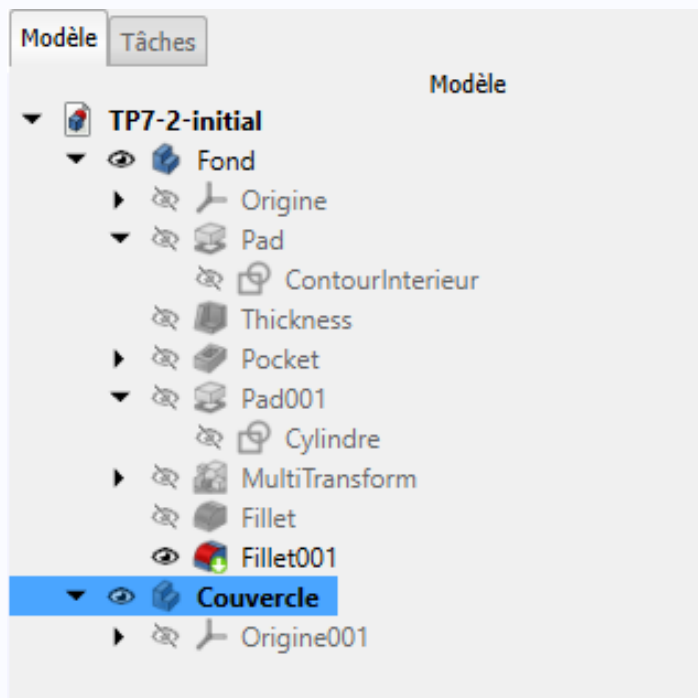 Modèle Tâches
Modèle
TP7-2-initial
Fond
Origine
Pad
ContourInterieur
Thickness
Pocket
Pad001
Cylindre
MultiTransform
Fillet
Fillet001
Couvercle
Origine001